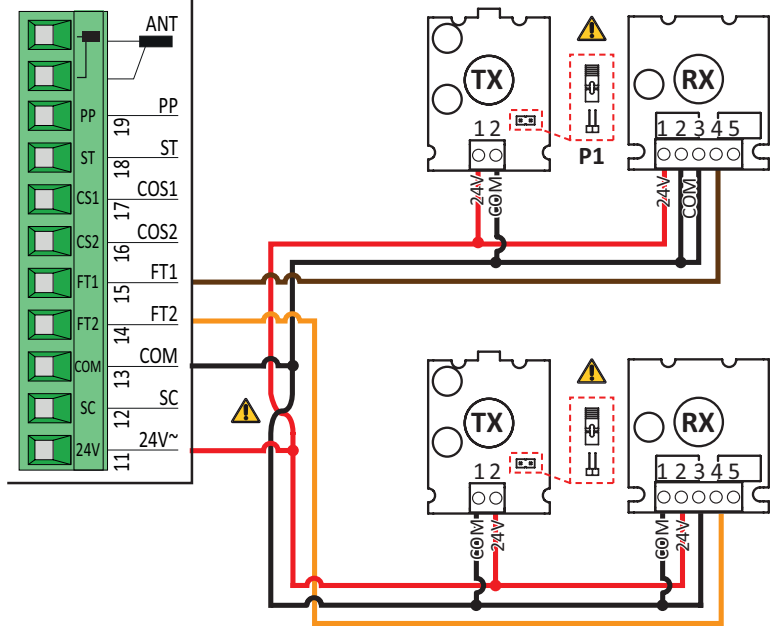 ANT
PP 19 PP
ST 18 ST
CS1 17 COS1
CS2 16 COS2
FT1 15 FT1
FT2 14 FT2
COM 13 COM
SC 12 SC
24V 11 24V~
TX
1 2
24V COM
P1
RX
1 2 3 4 5
24V COM
TX
1 2
COM 24V
RX
1 2 3 4 5
COM 24V